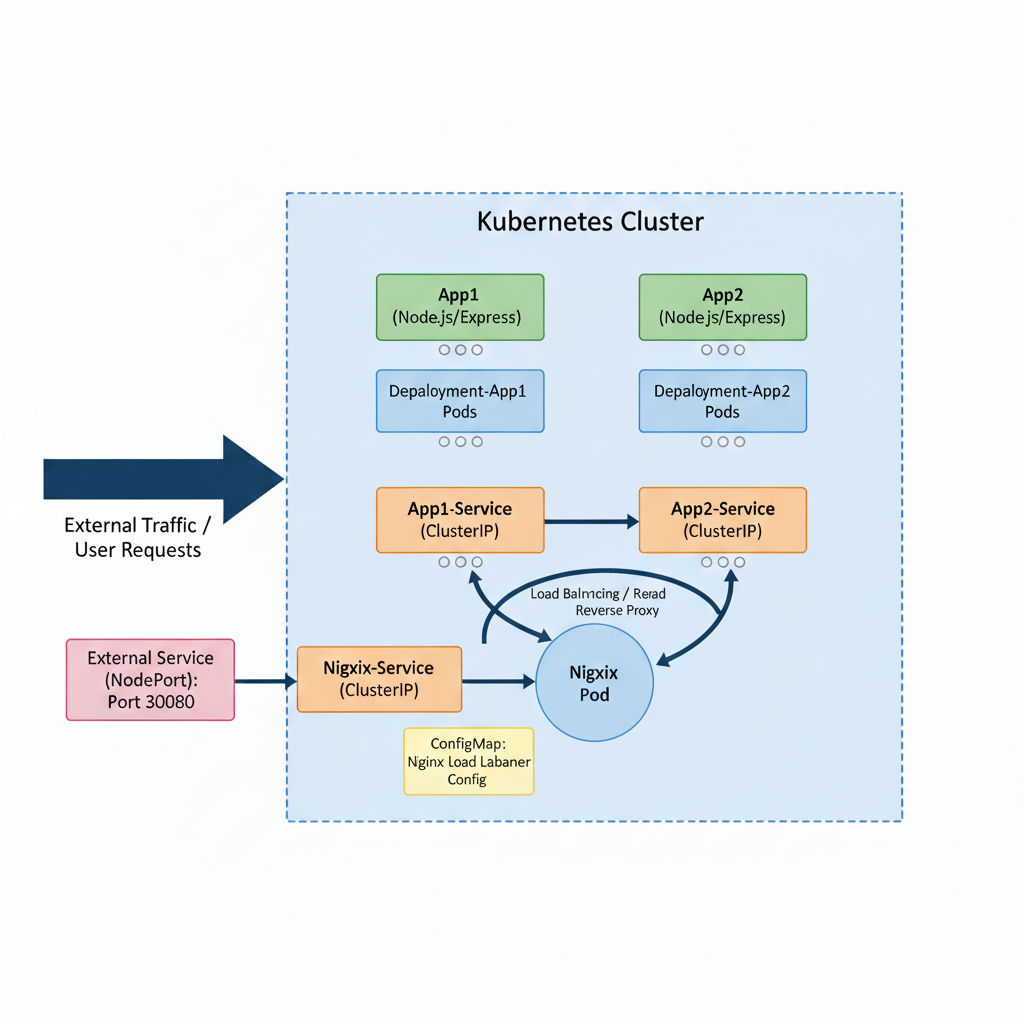 Kubernetes Cluster
App1
(Node.js/Express)
App2
(Node.js/Express)
Depaloyment-App1
Pods
Depaloyment-App2
Pods
External Traffic /
User Requests
App1-Service
(ClusterIP)
App2-Service
(ClusterIP)
Load / Rerad
Reverse Proxy
External Service
(NodePort):
Port 30080
Nigxix-Service
(ClusterIP)
Nigxix
Pod
ConfigMap:
Nginx Load Labaner
Config